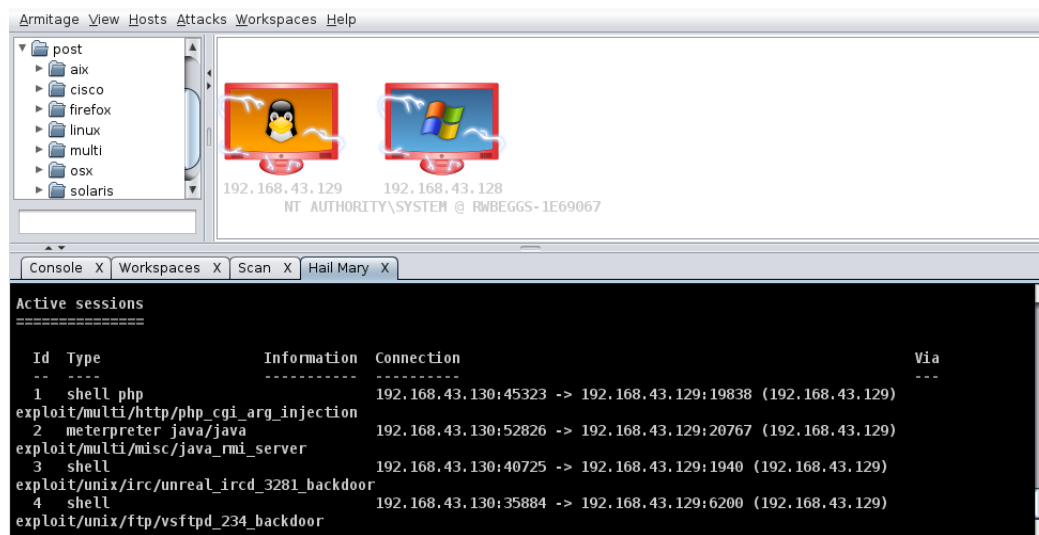 Armitage View Hosts Attacks Workspaces Help
post
aix
cisco
firefox
linux
multi
osx
solaris
192.168.43.129 192.168.43.128
NT AUTHORITY\SYSTEM @ RWBEGGS-1E69067
Console X Workspaces X Scan X Hail Mary X
Active sessions
===============
Id Type Information Connection Via
-- ---- ----------- ---------- ---
1 shell php 192.168.43.130:45323 -> 192.168.43.129:19838 (192.168.43.129)
exploit/multi/http/php_cgi_arg_injection
2 meterpreter java/java 192.168.43.130:52826 -> 192.168.43.129:20767 (192.168.43.129)
exploit/multi/misc/java_rmi_server
3 shell 192.168.43.130:40725 -> 192.168.43.129:1940 (192.168.43.129)
exploit/unix/irc/unreal_ircd_3281_backdoor
4 shell 192.168.43.130:35884 -> 192.168.43.129:6200 (192.168.43.129)
exploit/unix/ftp/vsftpd_234_backdoor